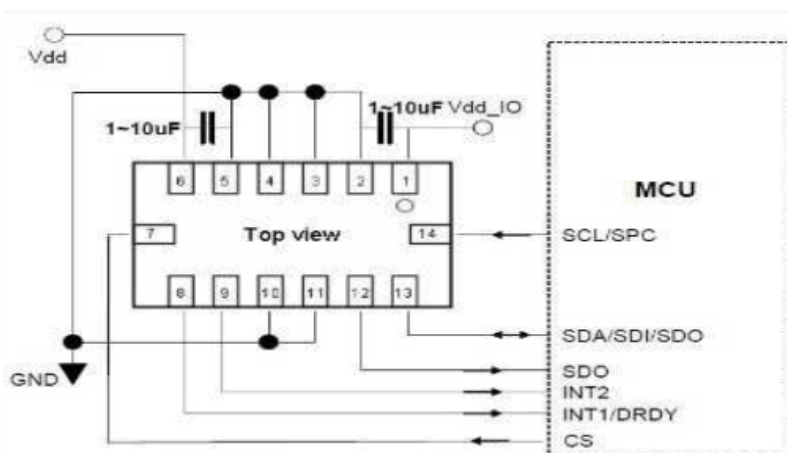 Vdd
1~10uF
1~10uF Vdd_IO
6 5 4 3 2 1
MCU
7 Top view 14
SCL/SPC
8 9 10 11 12 13
SDA/SDI/SDO
GND
SDO
INT2
INT1/DRDY
CS